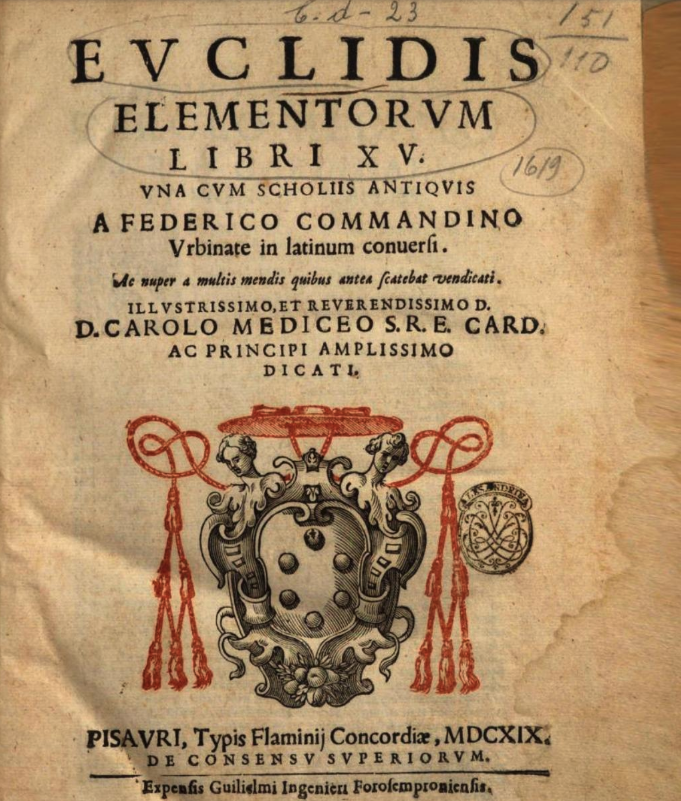 151
110
EVCLIDIS
ELEMENTORVM
LIBRI XV.
1619
VNA CVM SCHOLIIS ANTIQVIS
A FEDERICO COMMANDINO
Vrbinate in latinum conuerſi.
Ac nuper a multis mendis quibus antea ſcatebat vendicati.
ILLVSTRISSIMO, ET REVERENDISSIMO D.
D. CAROLO MEDICEO S.R.E. CARD.
AC PRINCIPI AMPLISSIMO
DICATI.
PISAVRI, Typis Flaminij Concordiæ, MDCXIX.
DE CONSENSV SVPERIORVM.
Expenſis Guilielmi Ingenieri Foroſempronienſis.